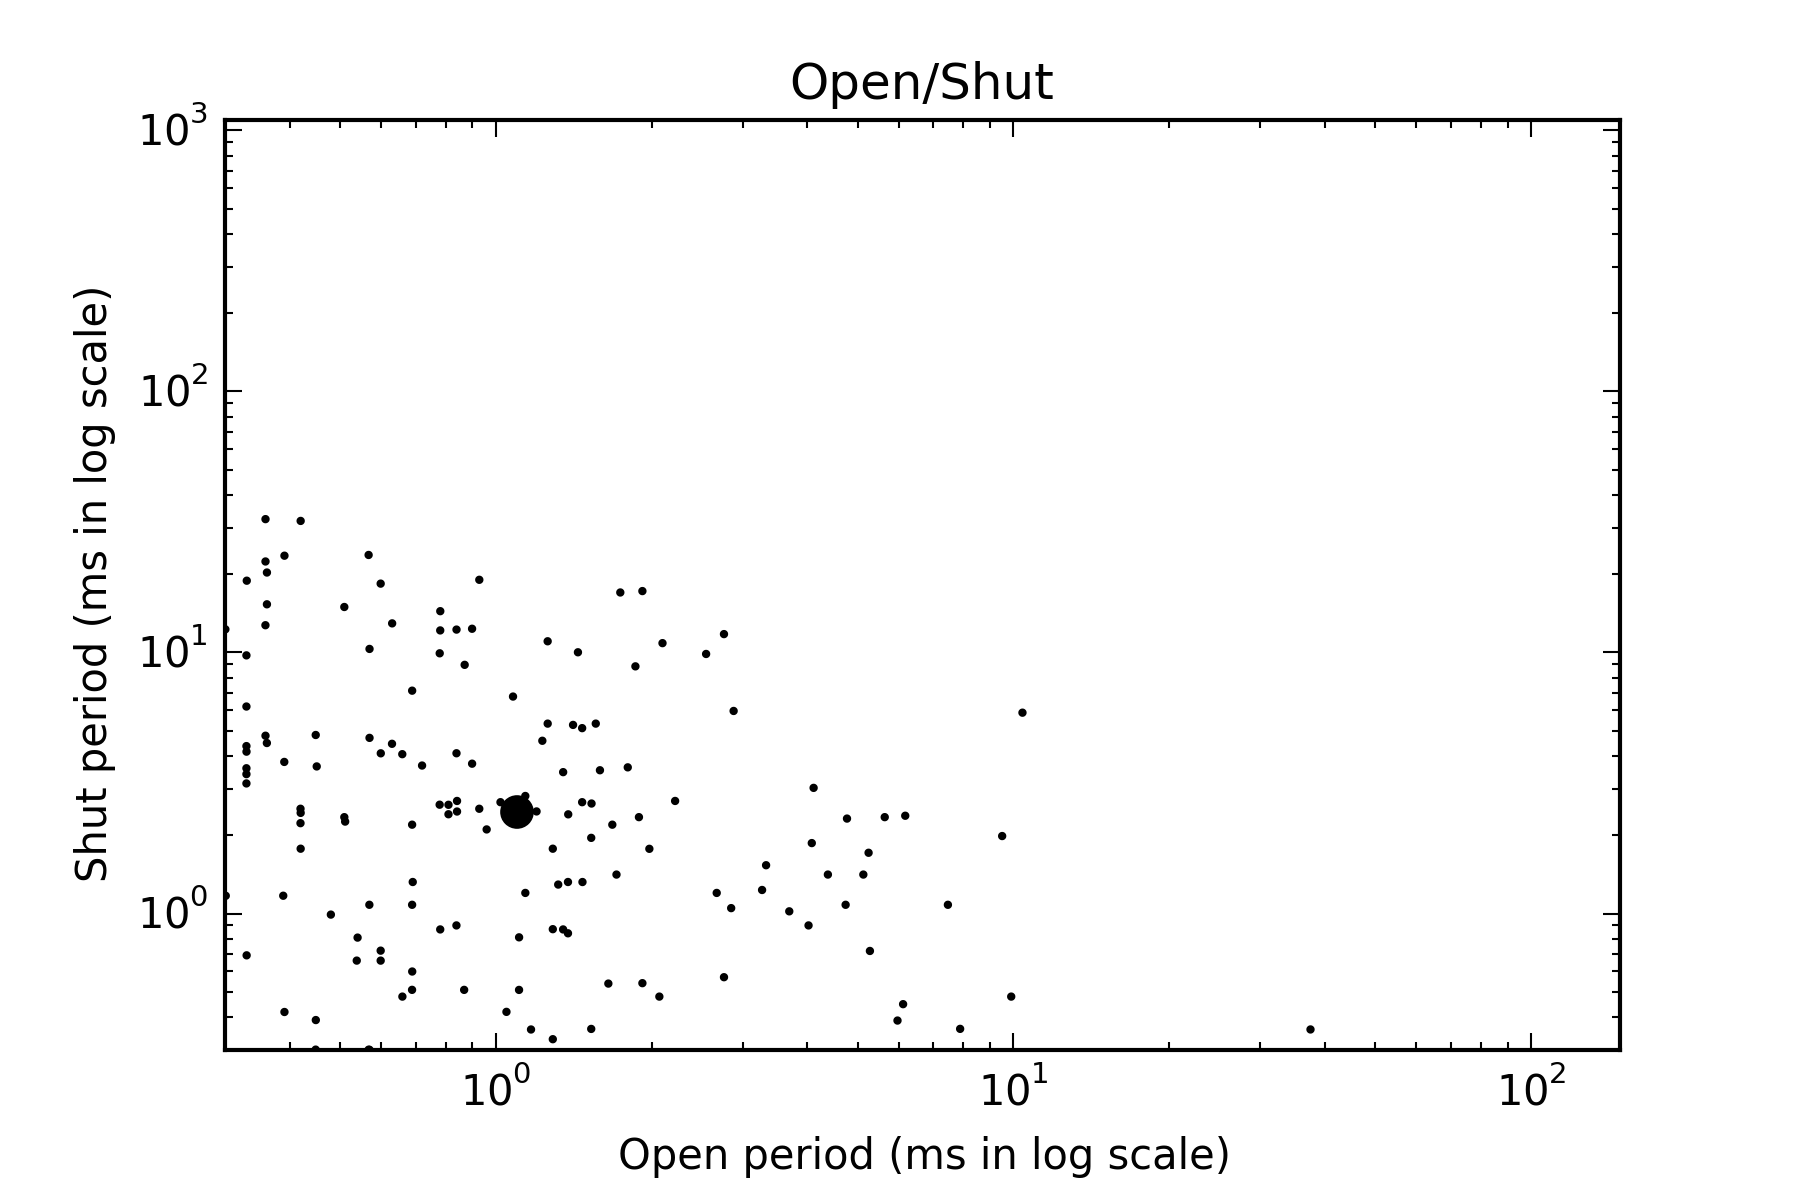 Open/Shut
10³
10²
10¹
10⁰
Shut period (ms in log scale)
10⁰ 10¹ 10²
Open period (ms in log scale)